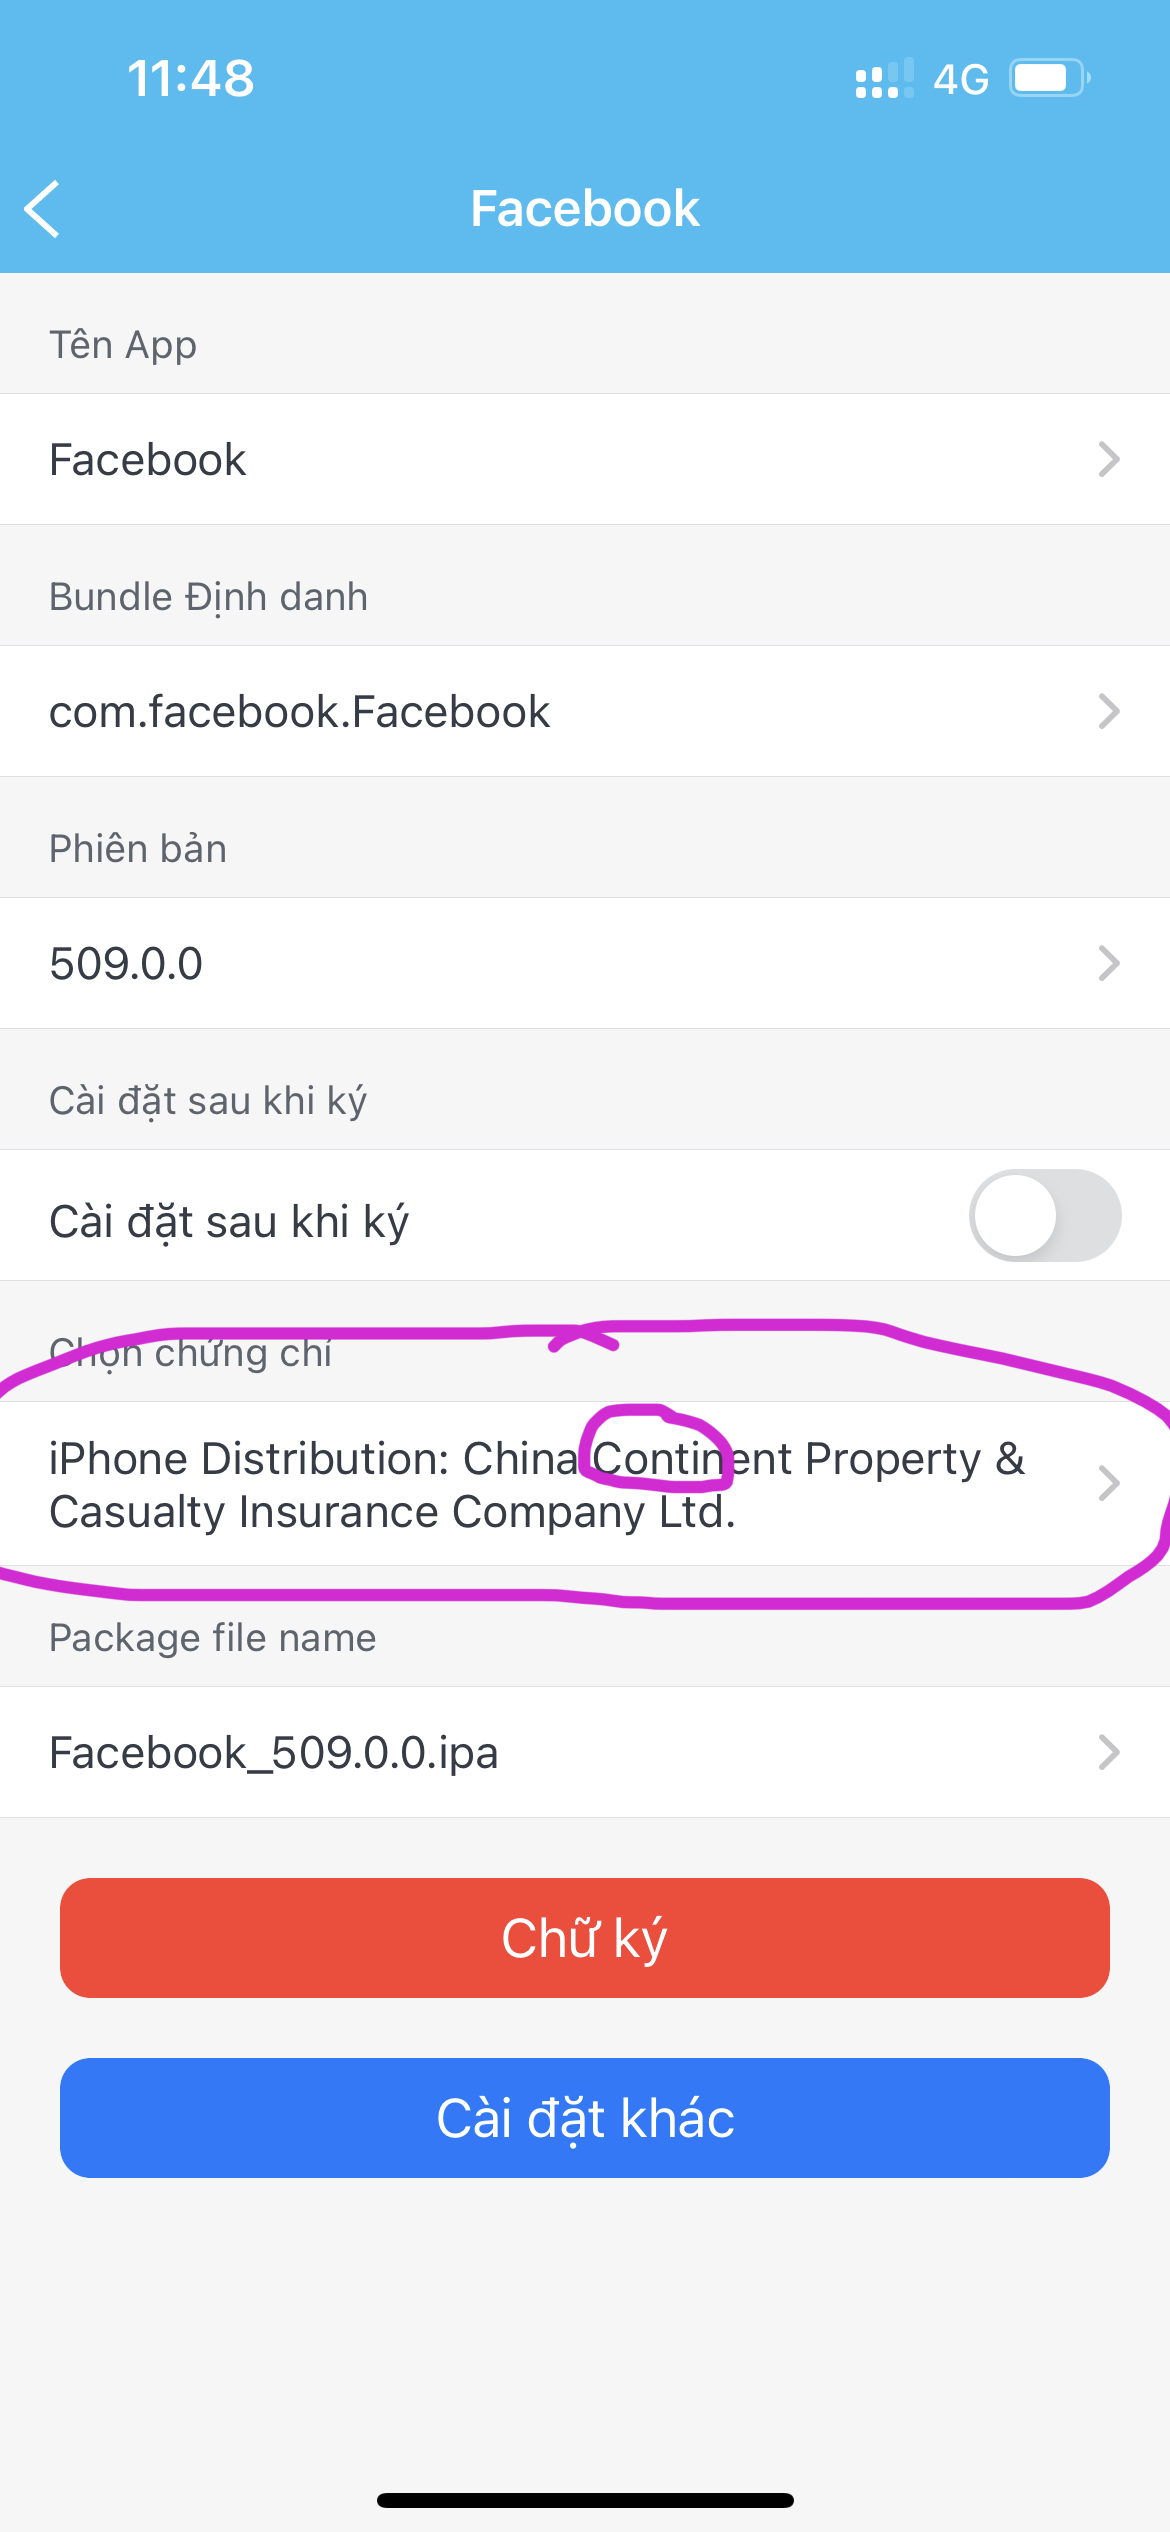 11:48
4G
Facebook
Tên App
Facebook
Bundle Định danh
com.facebook.Facebook
Phiên bản
509.0.0
Cài đặt sau khi ký
Cài đặt sau khi ký
Chọn chứng chỉ
iPhone Distribution: China Continent Property &
Casualty Insurance Company Ltd.
Package file name
Facebook_509.0.0.ipa
Chữ ký
Cài đặt khác